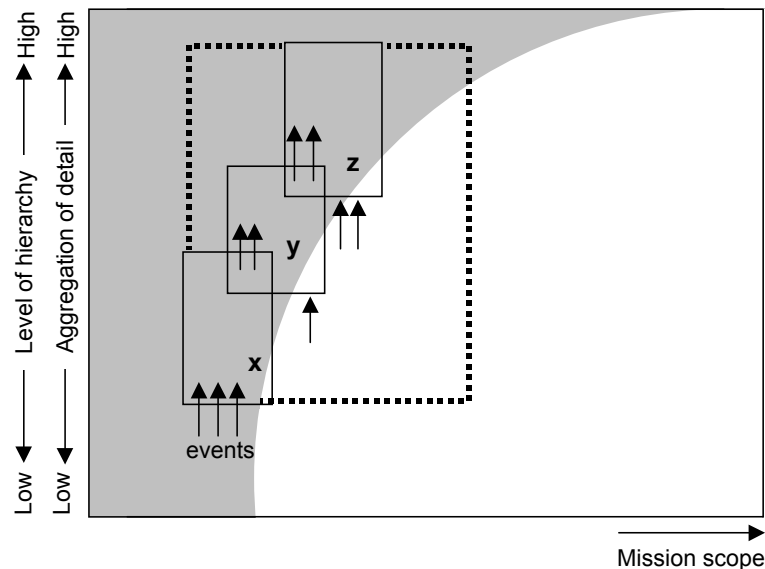 High
High
Level of hierarchy
Aggregation of detail
Low
Low
z
y
x
events
Mission scope